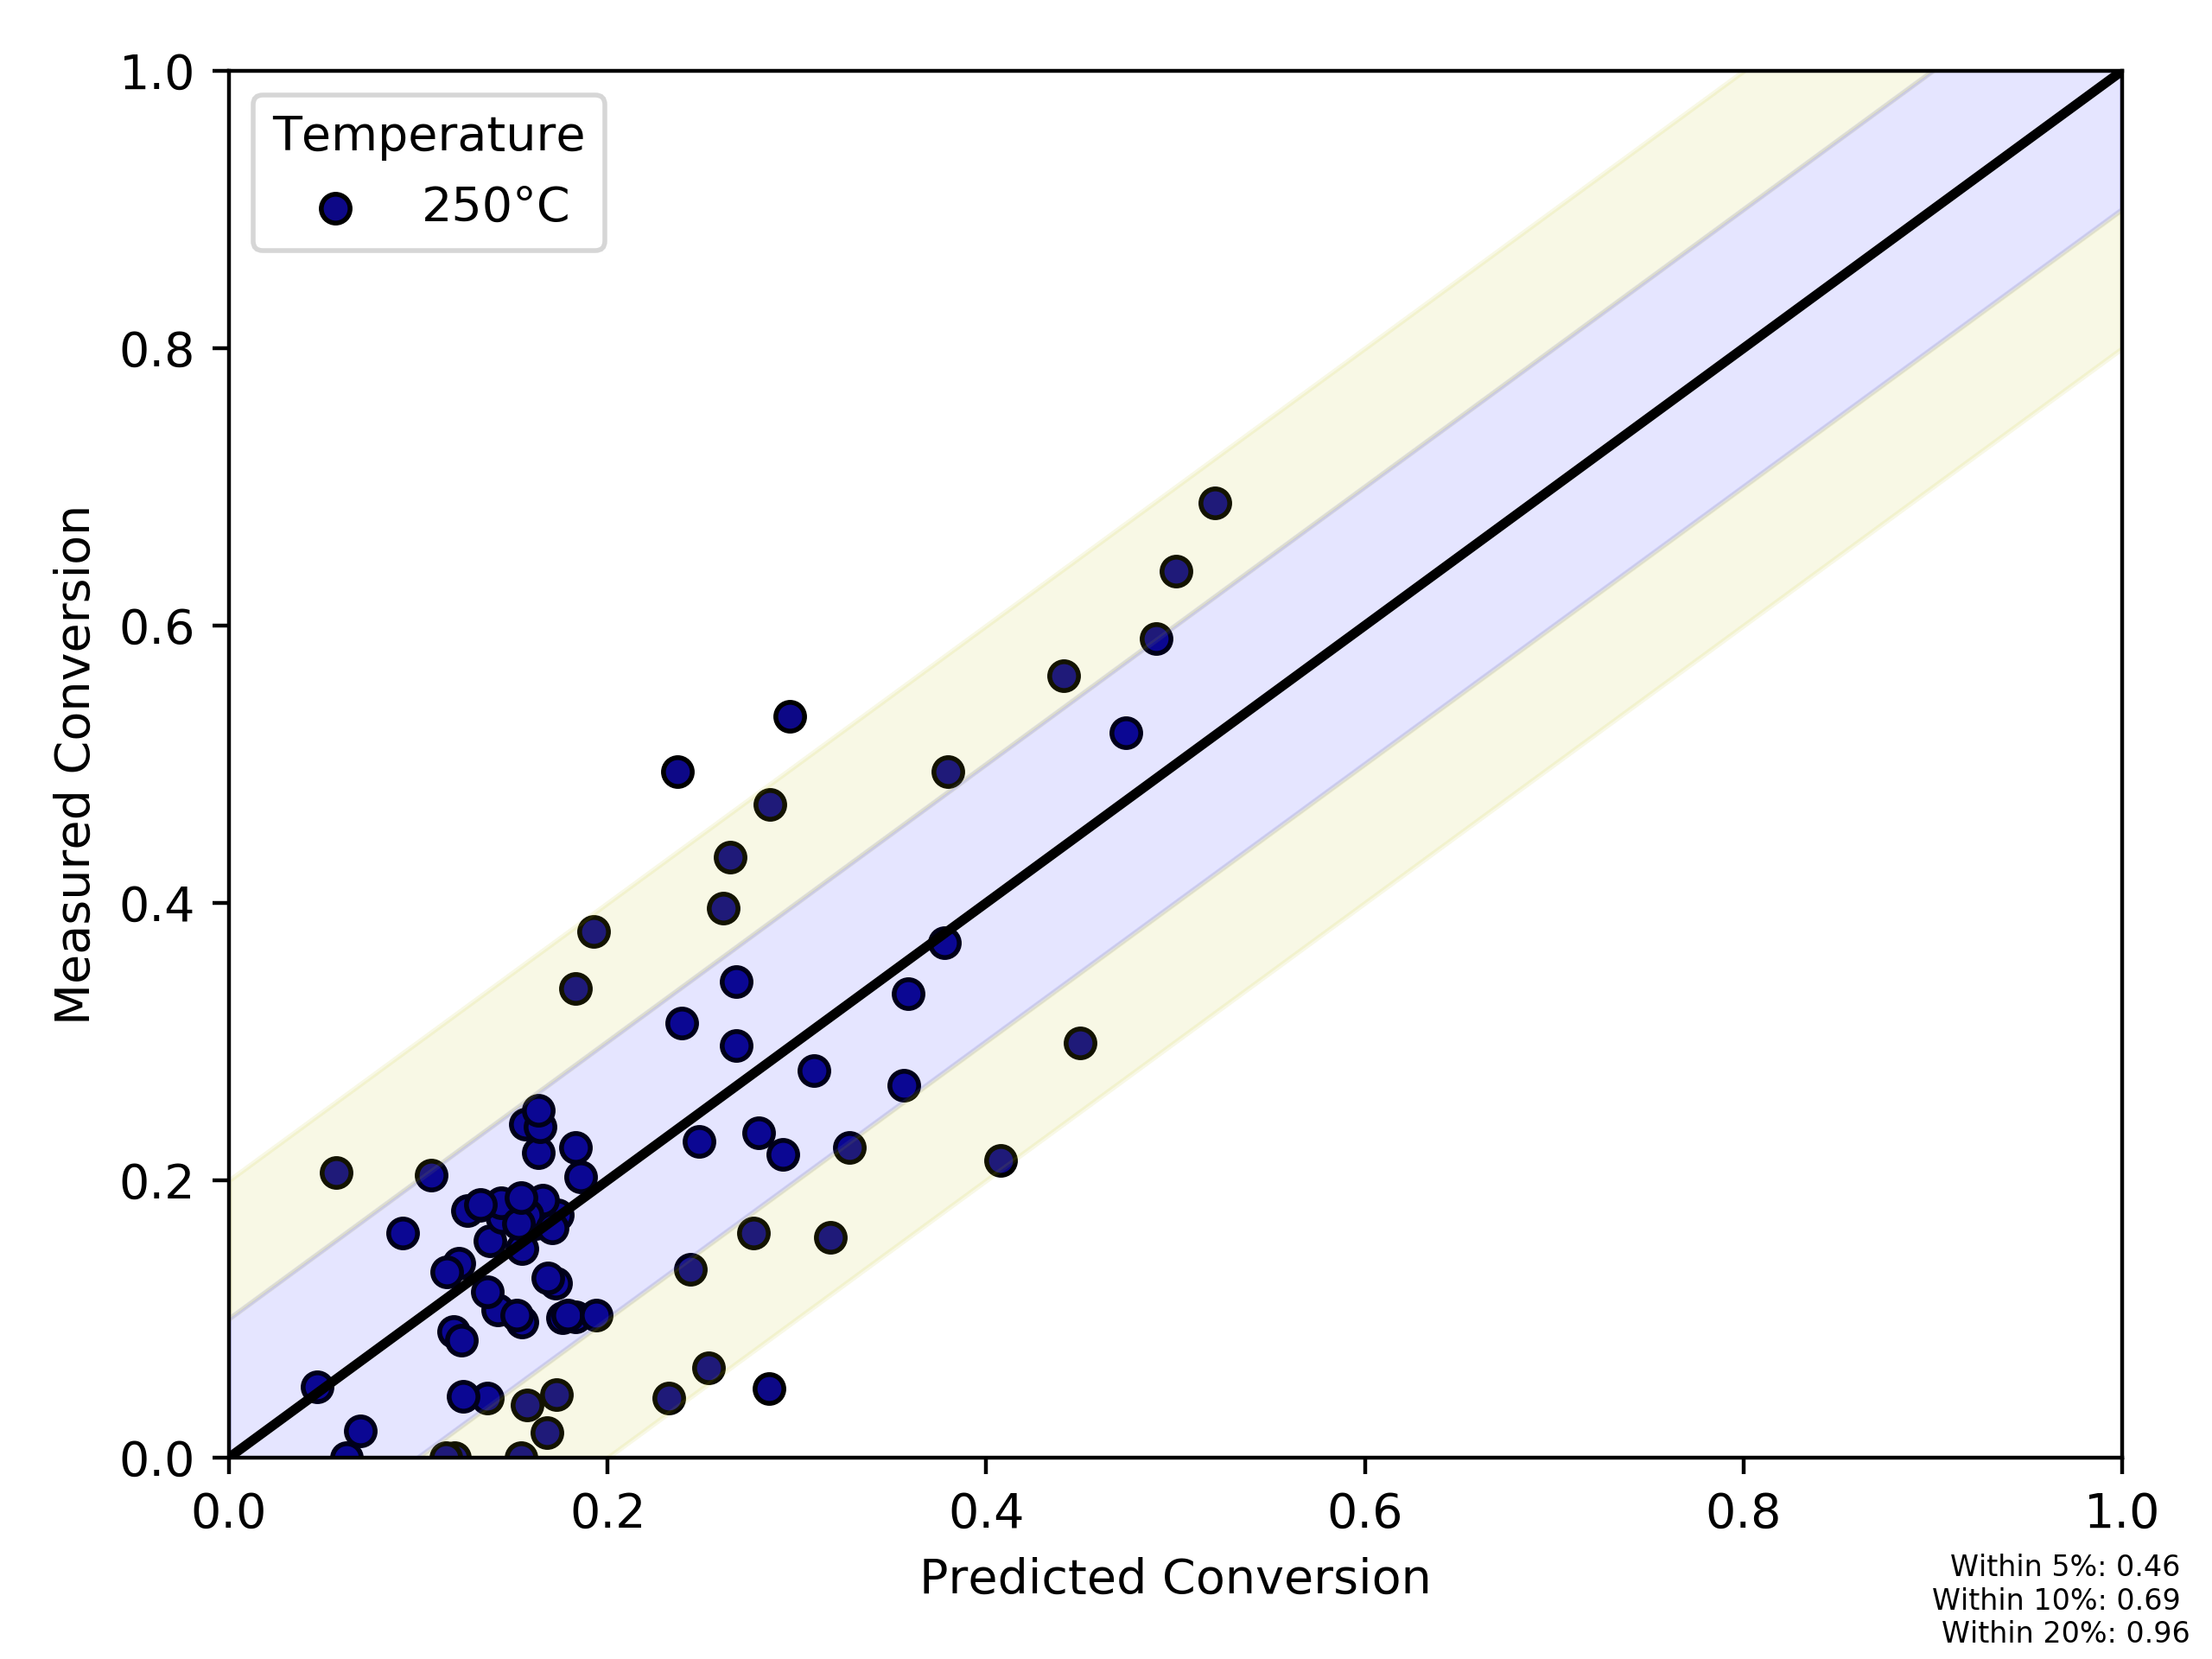 Temperature
250°C
Measured Conversion
1.0
0.8
0.6
0.4
0.2
0.0
0.0 0.2 0.4 0.6 0.8 1.0
Predicted Conversion
Within 5%: 0.46
Within 10%: 0.69
Within 20%: 0.96